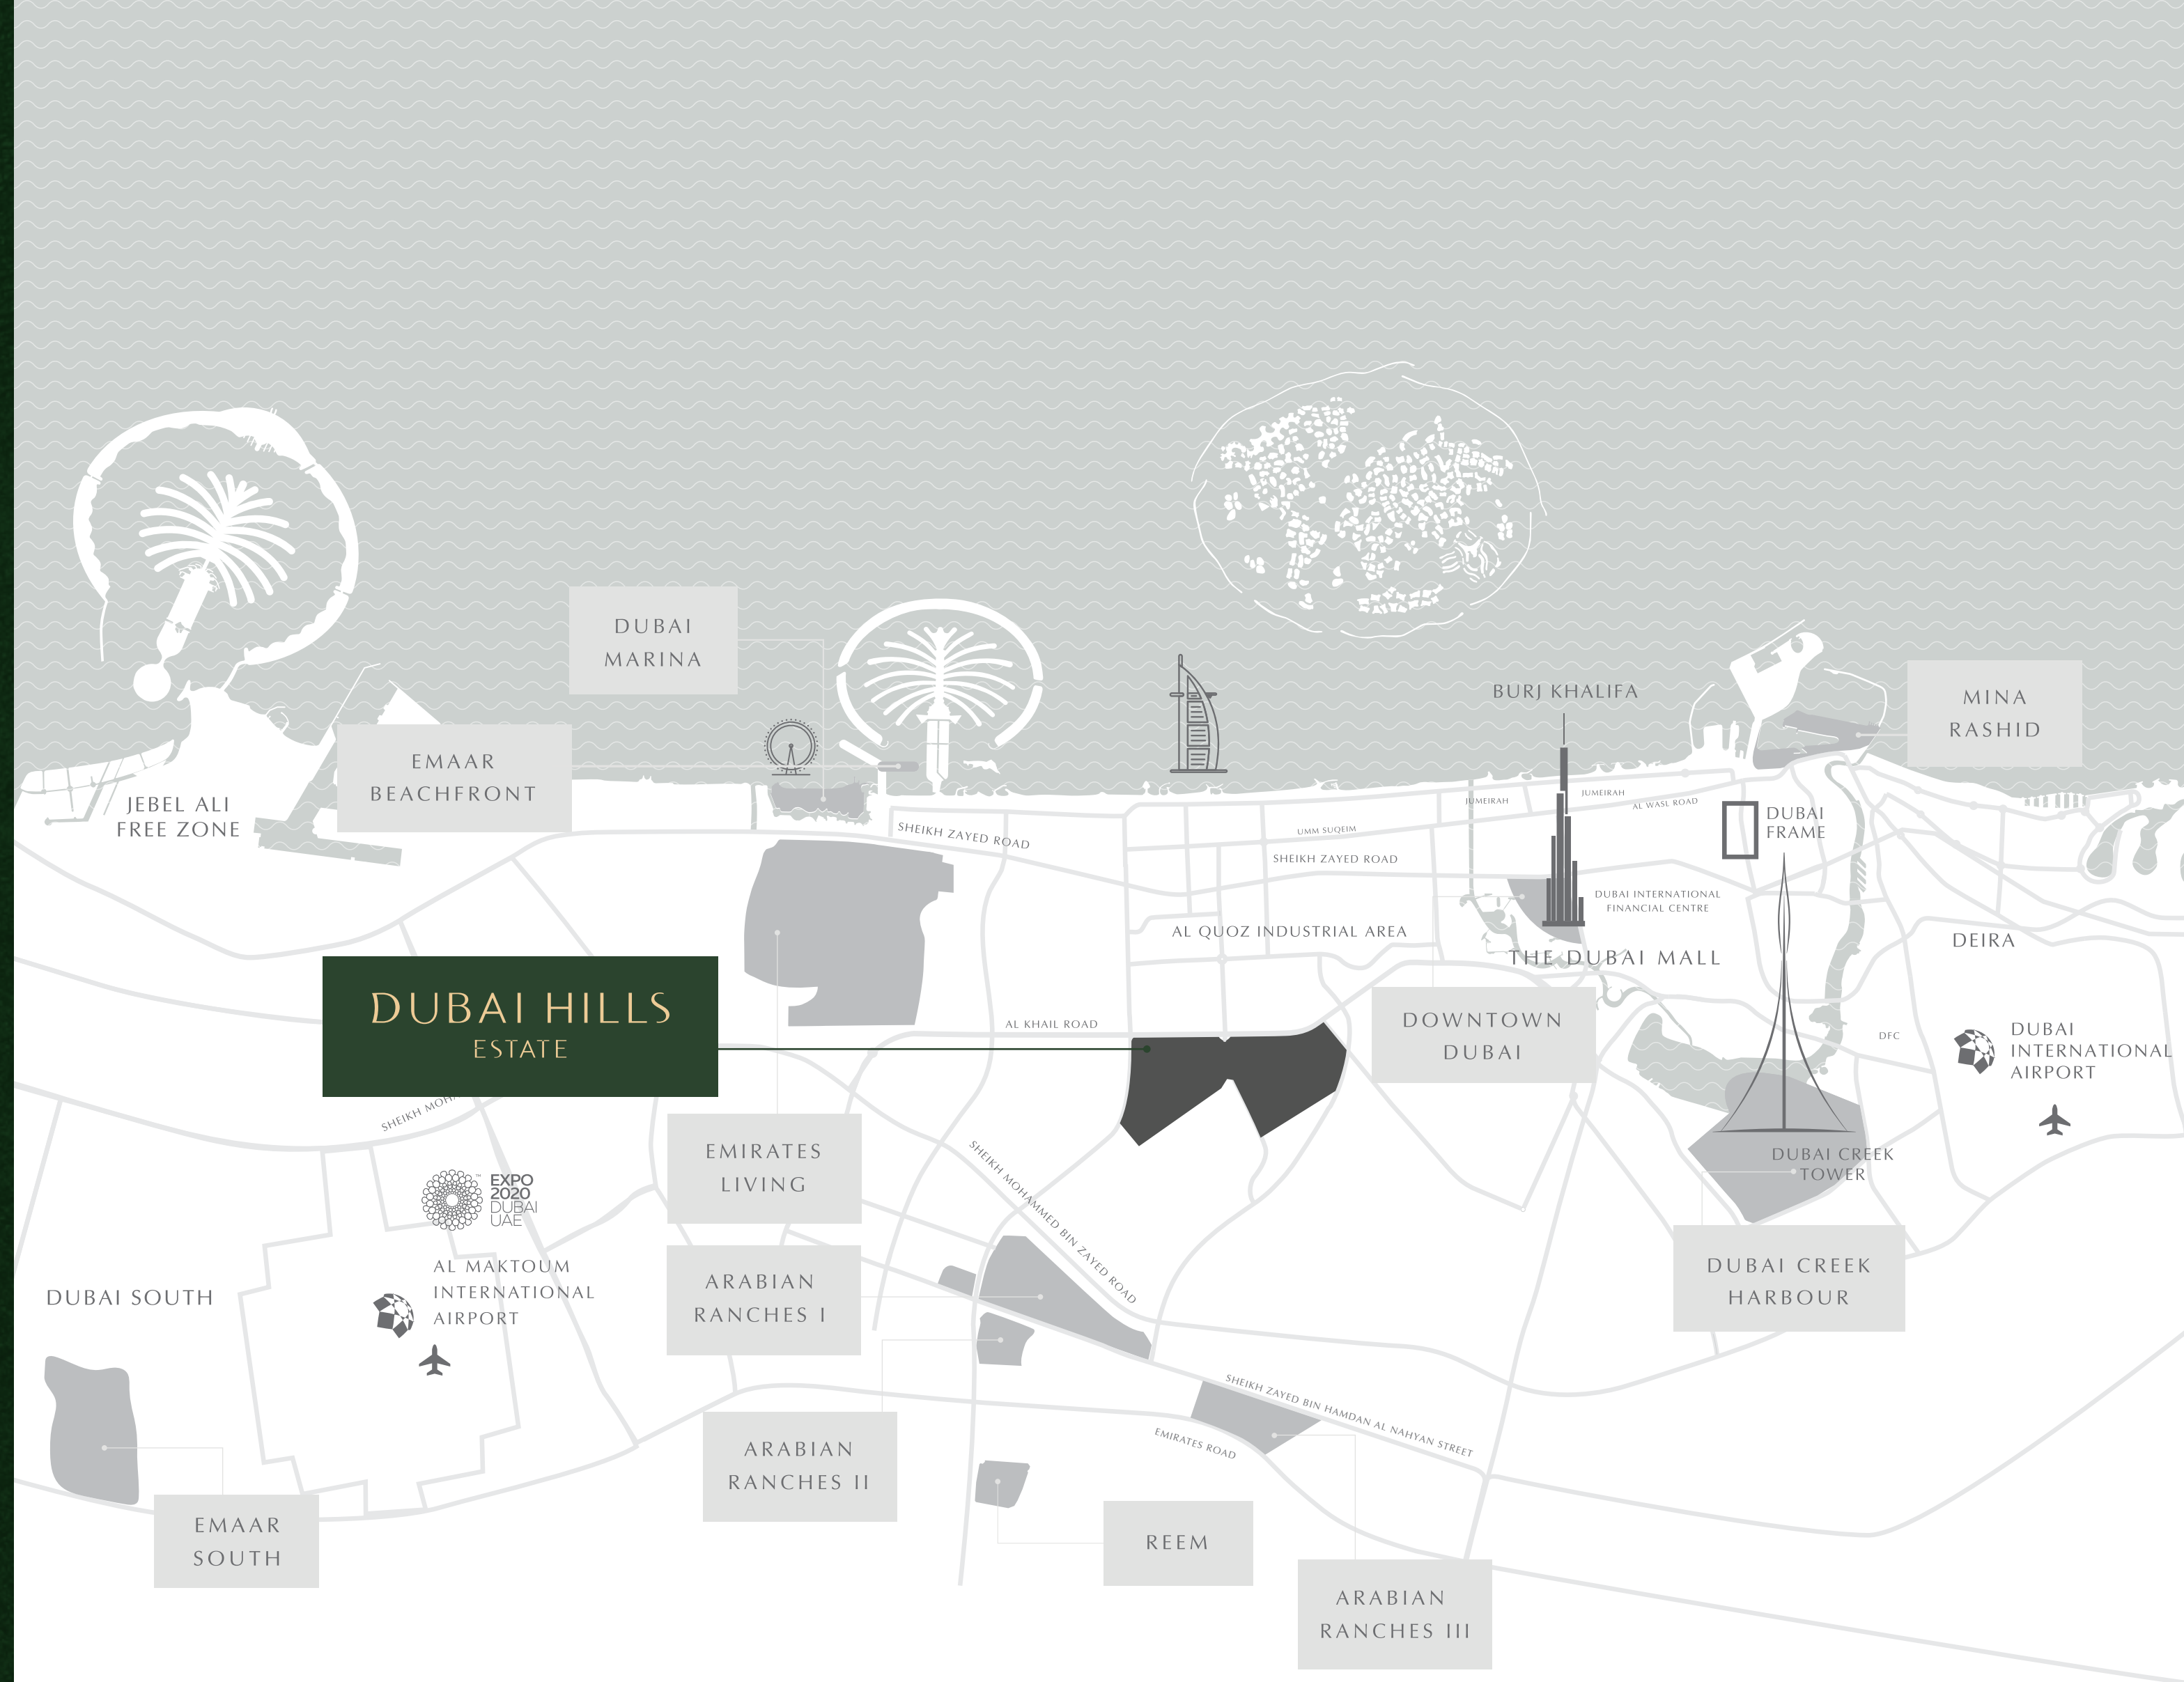 DUBAI
MARINA
BURJ KHALIFA
MINA
RASHID
EMAAR
BEACHFRONT
JEBEL ALI
FREE ZONE
SHEIKH ZAYED ROAD
UMM SUQEIM
SHEIKH ZAYED ROAD
JUMEIRAH
JUMEIRAH
AL WASL ROAD
DUBAI
FRAME
DUBAI INTERNATIONAL
FINANCIAL CENTRE
AL QUOZ INDUSTRIAL AREA
THE DUBAI MALL
DEIRA
DUBAI HILLS
ESTATE
AL KHAIL ROAD
DOWNTOWN
DUBAI
DFC
DUBAI
INTERNATIONAL
AIRPORT
SHEIKH MOH
EMIRATES
LIVING
SHEIKH MOHAMMED BIN ZAYED ROAD
DUBAI CREEK
TOWER
EXPO
2020
DUBAI
UAE
™
AL MAKTOUM
INTERNATIONAL
AIRPORT
DUBAI SOUTH
ARABIAN
RANCHES I
DUBAI CREEK
HARBOUR
SHEIKH ZAYED BIN HAMDAN AL NAHYAN STREET
EMIRATES ROAD
ARABIAN
RANCHES II
EMAAR
SOUTH
REEM
ARABIAN
RANCHES III